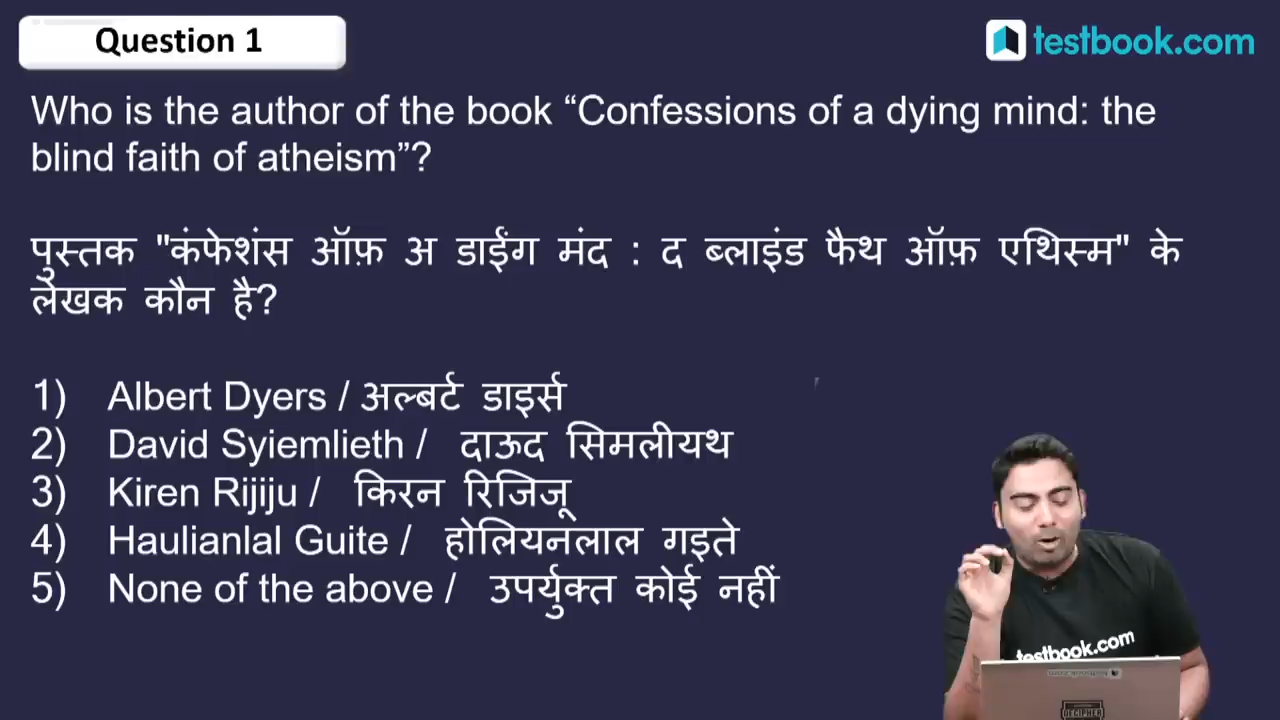 Question 1
testbook.com
Who is the author of the book “Confessions of a dying mind: the
blind faith of atheism”?
पुस्तक "कंफेशंस ऑफ़ अ डाईंग मंद : द ब्लाइंड फैथ ऑफ़ एथिस्म" के
लेखक कौन है?
1) Albert Dyers / अल्बर्ट डाइर्स
2) David Syiemlieth / दाऊद सिमलीयथ
3) Kiren Rijiju / किरन रिजिजू
4) Haulianlal Guite / होलियनलाल गइते
5) None of the above / उपर्युक्त कोई नहीं
testbook.com
DECIPHER